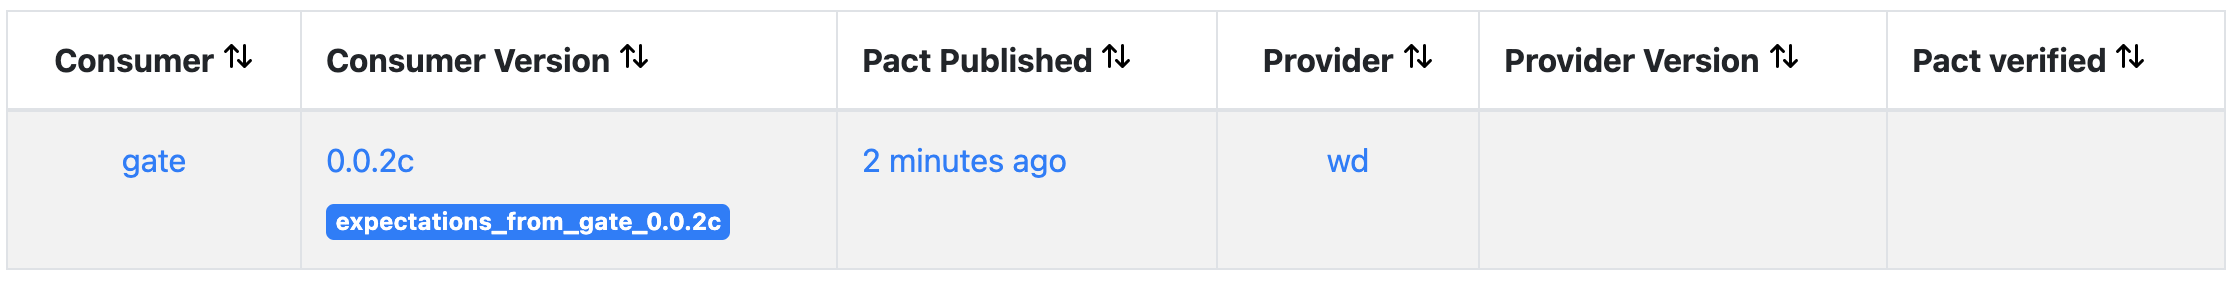 Consumer Consumer Version Pact Published Provider Provider Version Pact verified
gate 0.0.2c 2 minutes ago wd
expectations_from_gate_0.0.2c